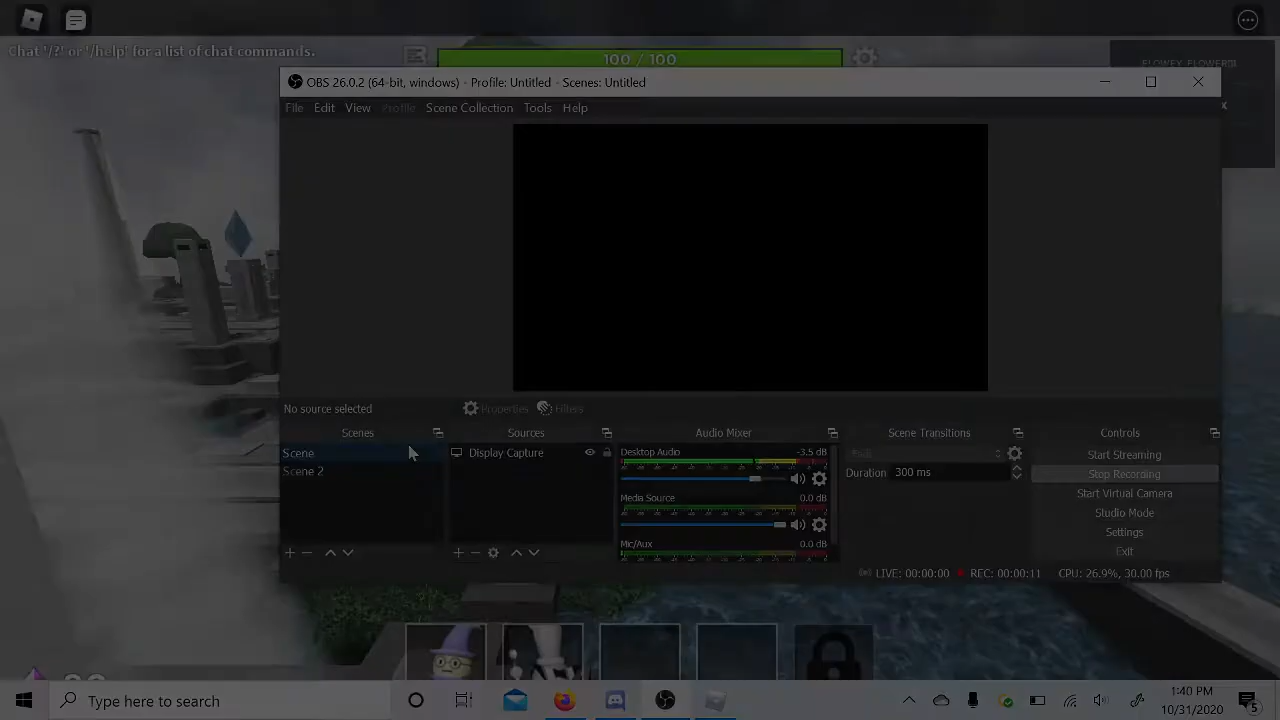 Chat '/?' or '/help' for a list of chat commands.
100 / 100
OBS 26.0.2 (64-bit, windows) - Profile: Untitled - Scenes: Untitled
File Edit View Profile Scene Collection Tools Help
x
No source selected
Properties Filters
Scenes
Sources
Audio Mixer
Scene Transitions
Controls
Scene
Scene 2
Display Capture
Desktop Audio -3.5 dB
Media Source 0.0 dB
Mic/Aux 0.0 dB
Fade
Duration 300 ms
Start Streaming
Stop Recording
Start Virtual Camera
Studio Mode
Settings
Exit
LIVE: 00:00:00 REC: 00:00:11 CPU: 26.9%, 30.00 fps
Type here to search
1:40 PM
10/31/2020
5